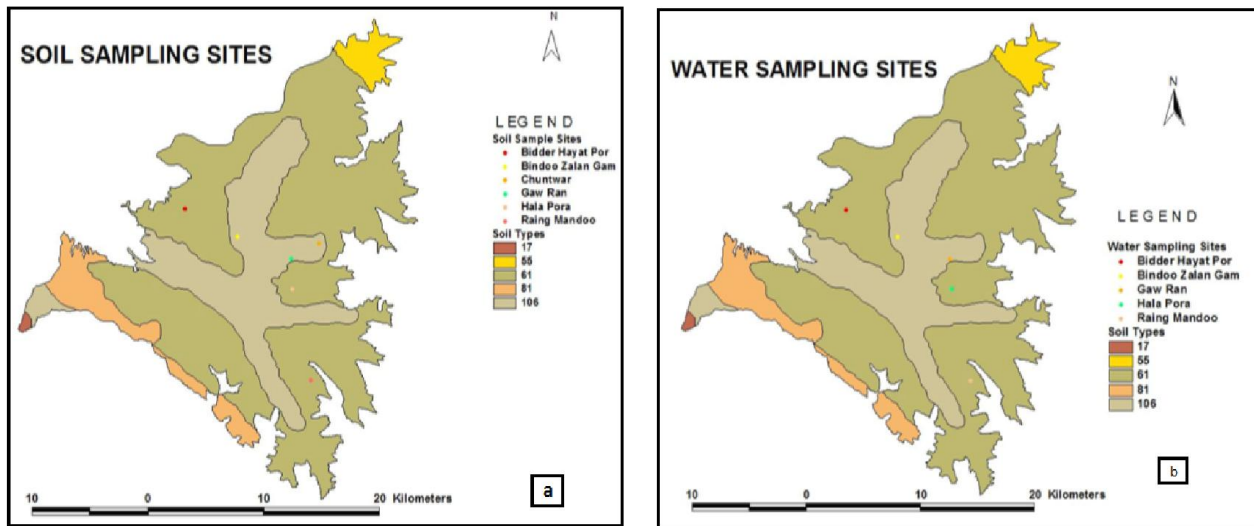 SOIL SAMPLING SITES
N
LEGEND
Soil Sample Sites
Bidder Hayat Por
Bindoo Zalan Gam
Chuntwar
Gaw Ran
Hala Pora
Raing Mandoo
Soil Types
17
55
61
81
106
10 0 10 20 Kilometers
a
WATER SAMPLING SITES
N
LEGEND
Water Sampling Sites
Bidder Hayat Por
Bindoo Zalan Gam
Gaw Ran
Hala Pora
Raing Mandoo
Soil Types
17
55
61
81
106
10 0 10 20 Kilometers
b